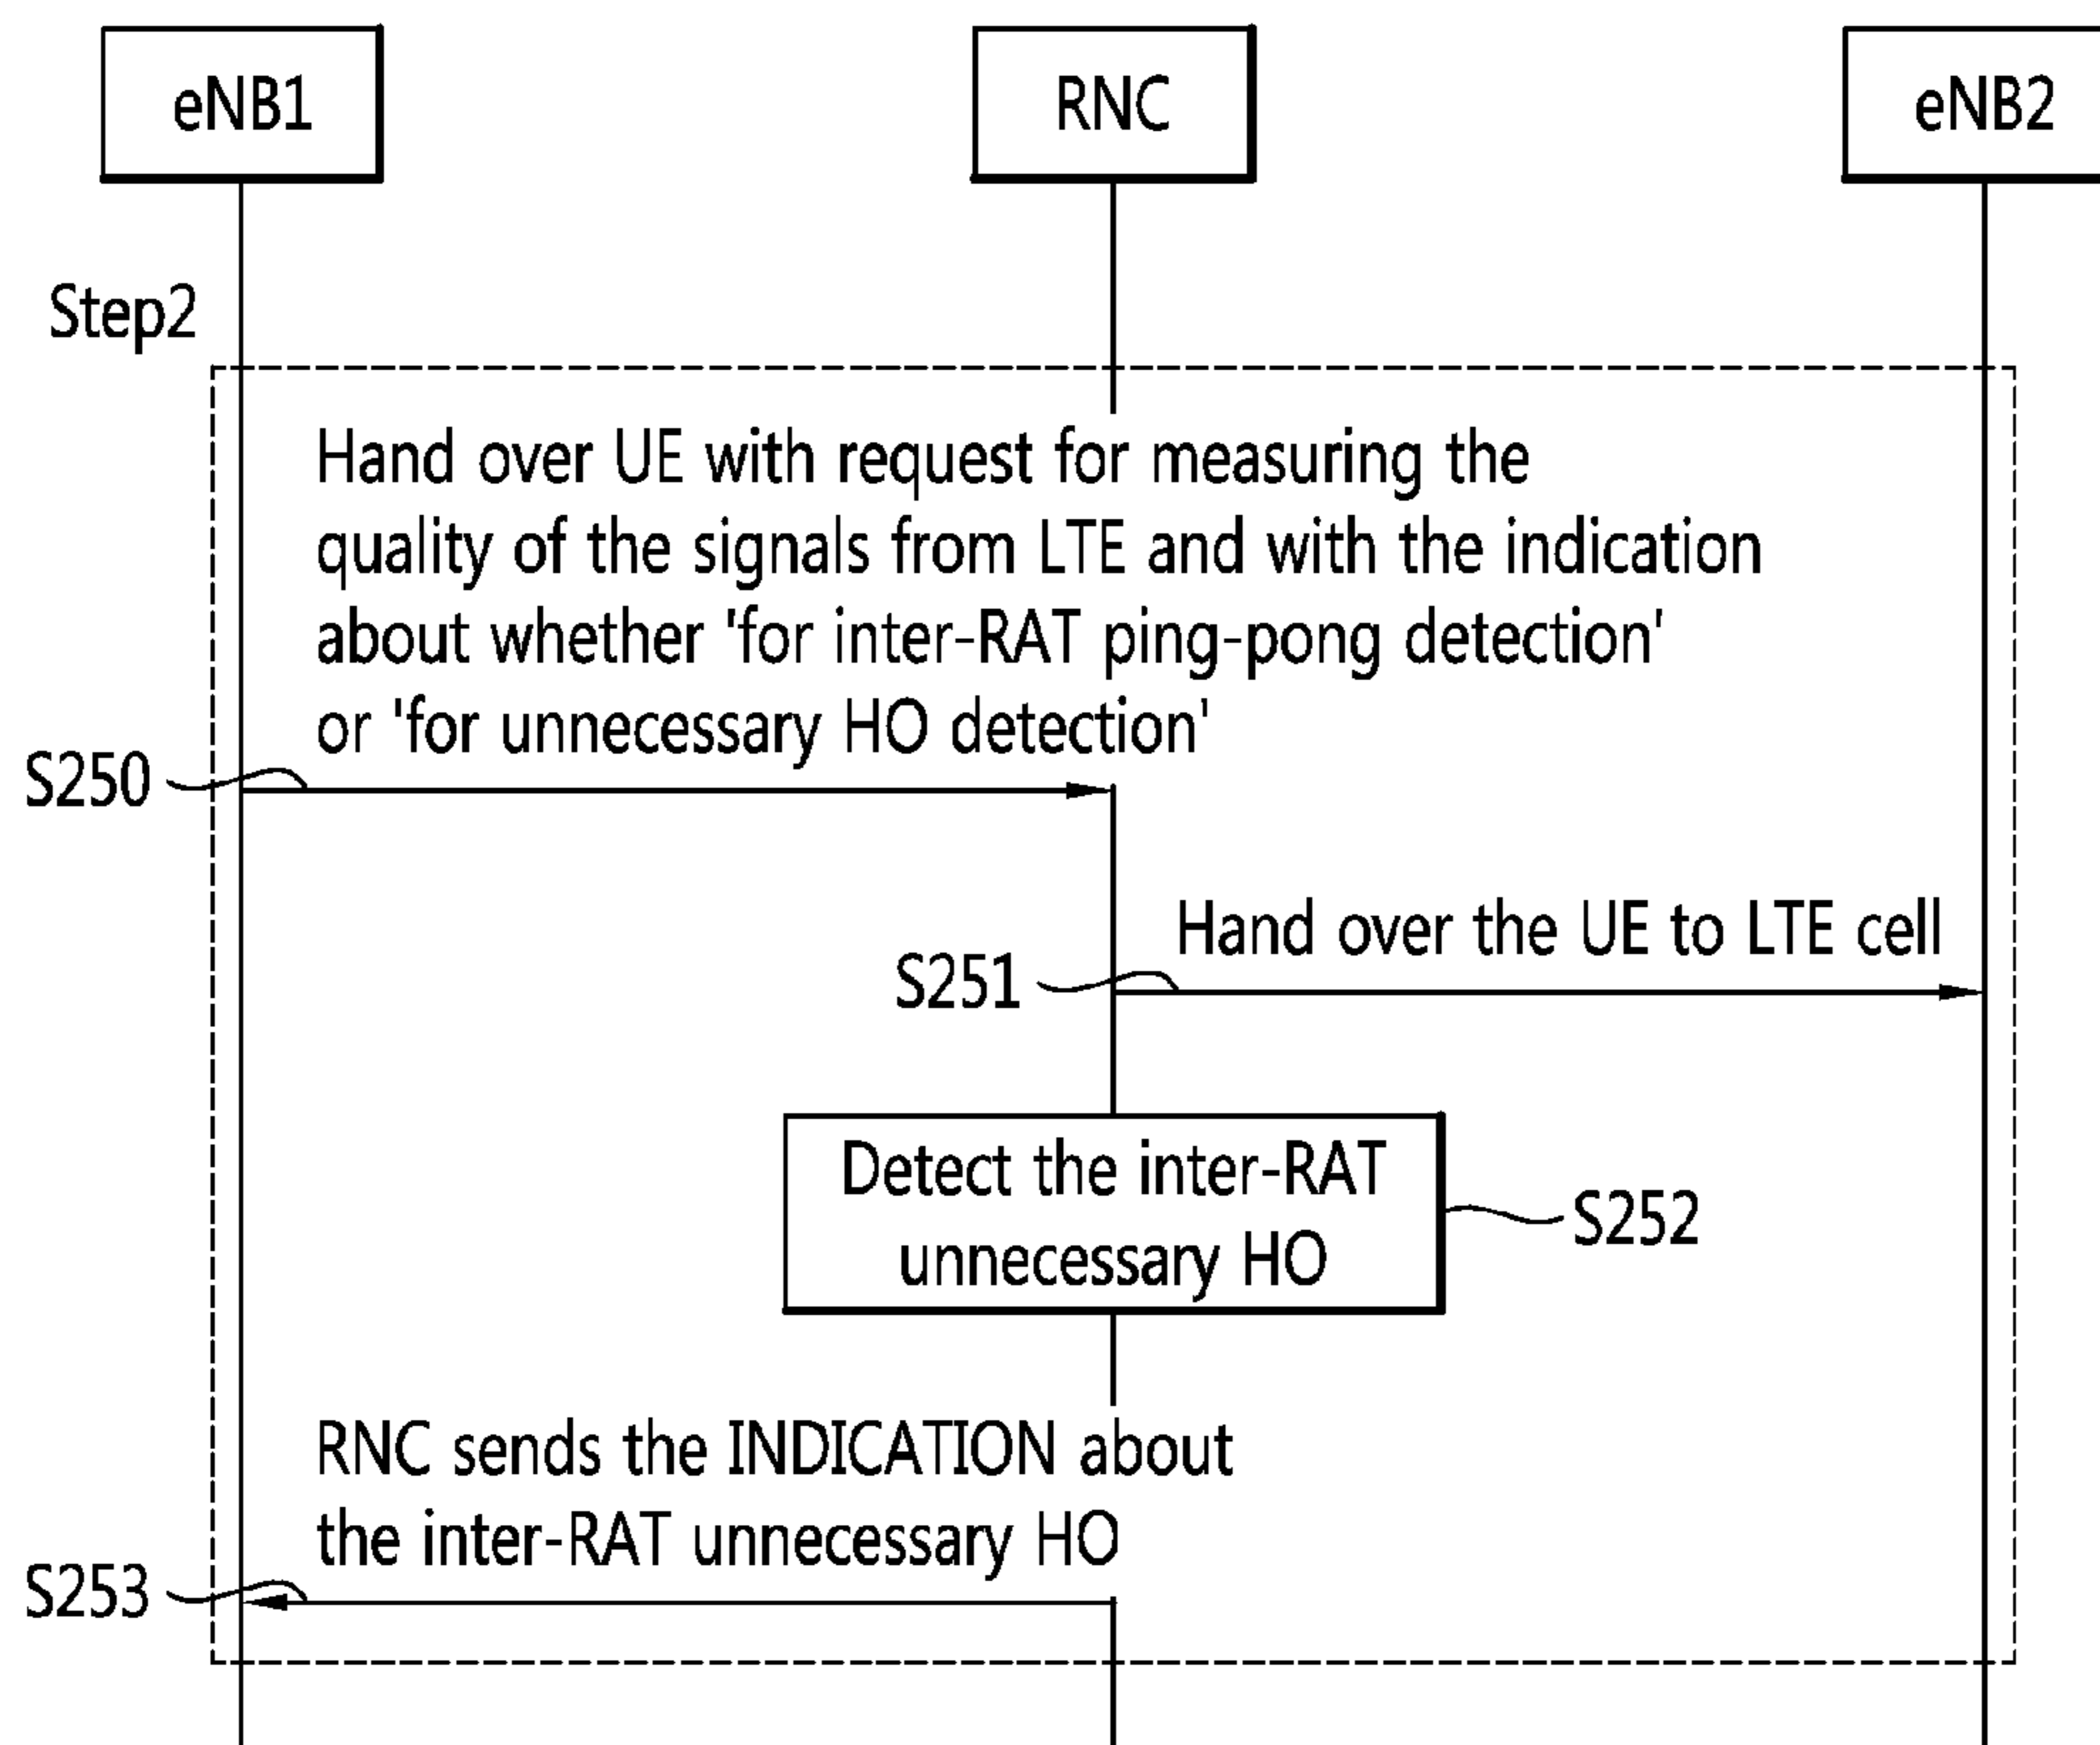 eNB1
RNC
eNB2
Step2
Hand over UE with request for measuring the
quality of the signals from LTE and with the indication
about whether 'for inter-RAT ping-pong detection'
or 'for unnecessary HO detection'
S250
Hand over the UE to LTE cell
S251
Detect the inter-RAT
unnecessary HO
S252
RNC sends the INDICATION about
the inter-RAT unnecessary HO
S253